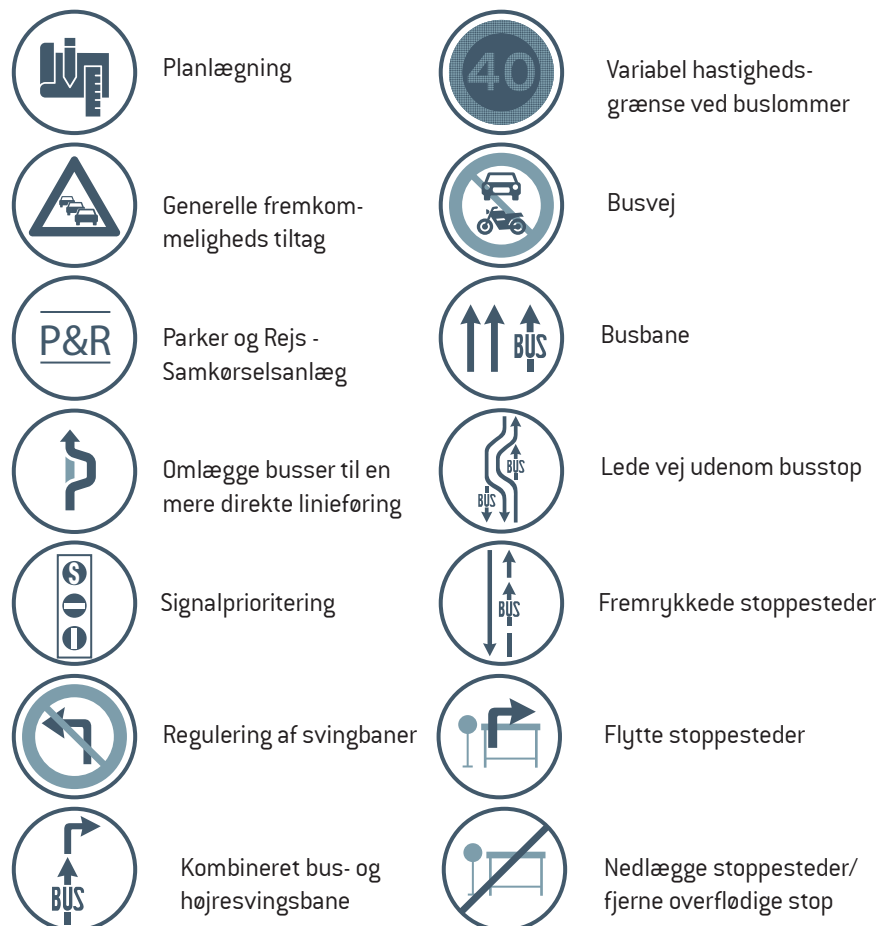 Planlægning
Generelle fremkom-
meligheds tiltag
P&R
Parker og Rejs -
Samkørselsanlæg
Omlægge busser til en
mere direkte linieføring
S
Signalprioritering
Regulering af svingbaner
BUS
Kombineret bus- og
højresvingsbane
40
Variabel hastigheds-
grænse ved buslommer
Busvej
BUS
Busbane
BUS
BUS
Lede vej udenom busstop
BUS
Fremrykkede stoppesteder
Flytte stoppesteder
Nedlægge stoppesteder/
fjerne overflødige stop